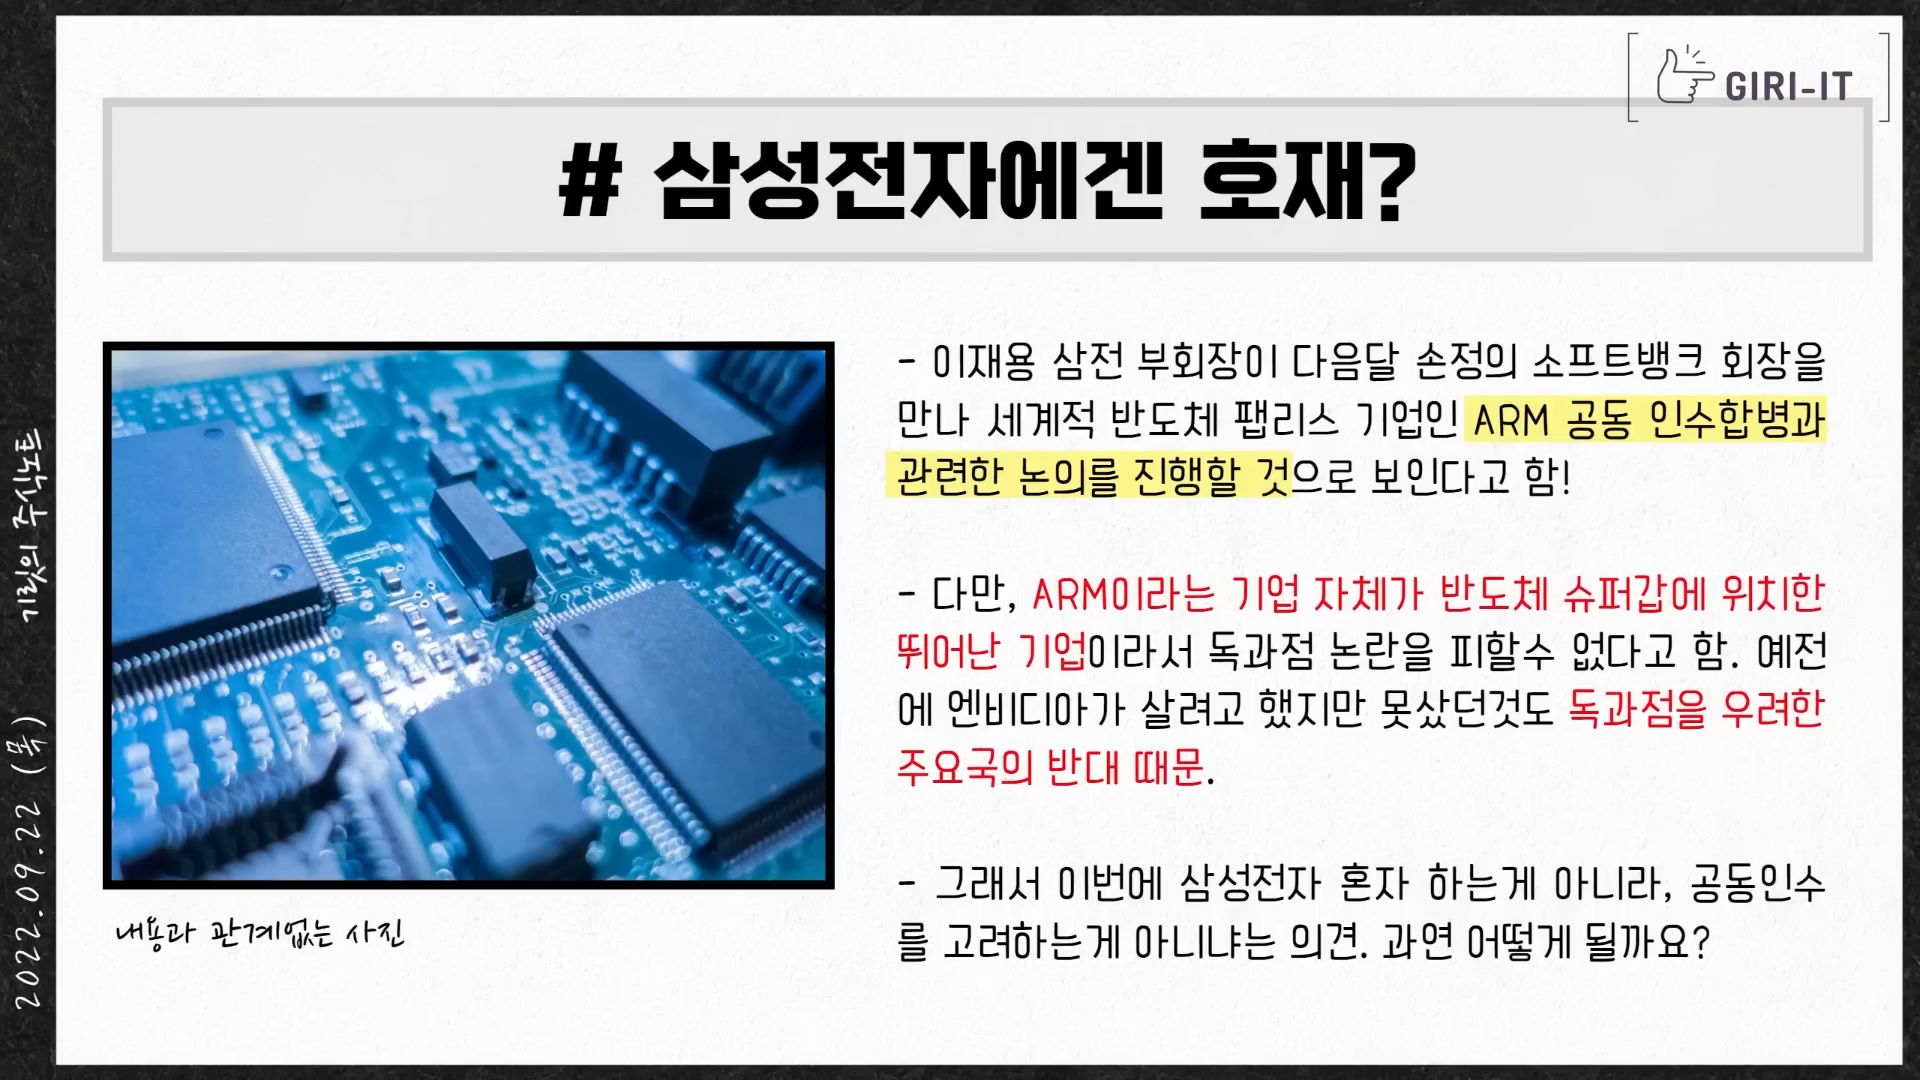 GIRI-IT
# 삼성전자에겐 호재?
- 이재용 삼전 부회장이 다음달 손정의 소프트뱅크 회장을
만나 세계적 반도체 팹리스 기업인 ARM 공동 인수합병과
관련한 논의를 진행할 것으로 보인다고 함!
- 다만, ARM이라는 기업 자체가 반도체 슈퍼갑에 위치한
뛰어난 기업이라서 독과점 논란을 피할수 없다고 함. 예전
에 엔비디아가 살려고 했지만 못샀던것도 독과점을 우려한
주요국의 반대 때문.
- 그래서 이번에 삼성전자 혼자 하는게 아니라, 공동인수
를 고려하는게 아니냐는 의견. 과연 어떻게 될까요?
내용과 관계없는 사진
2022.09.22 (목) 기릿의 주식노트